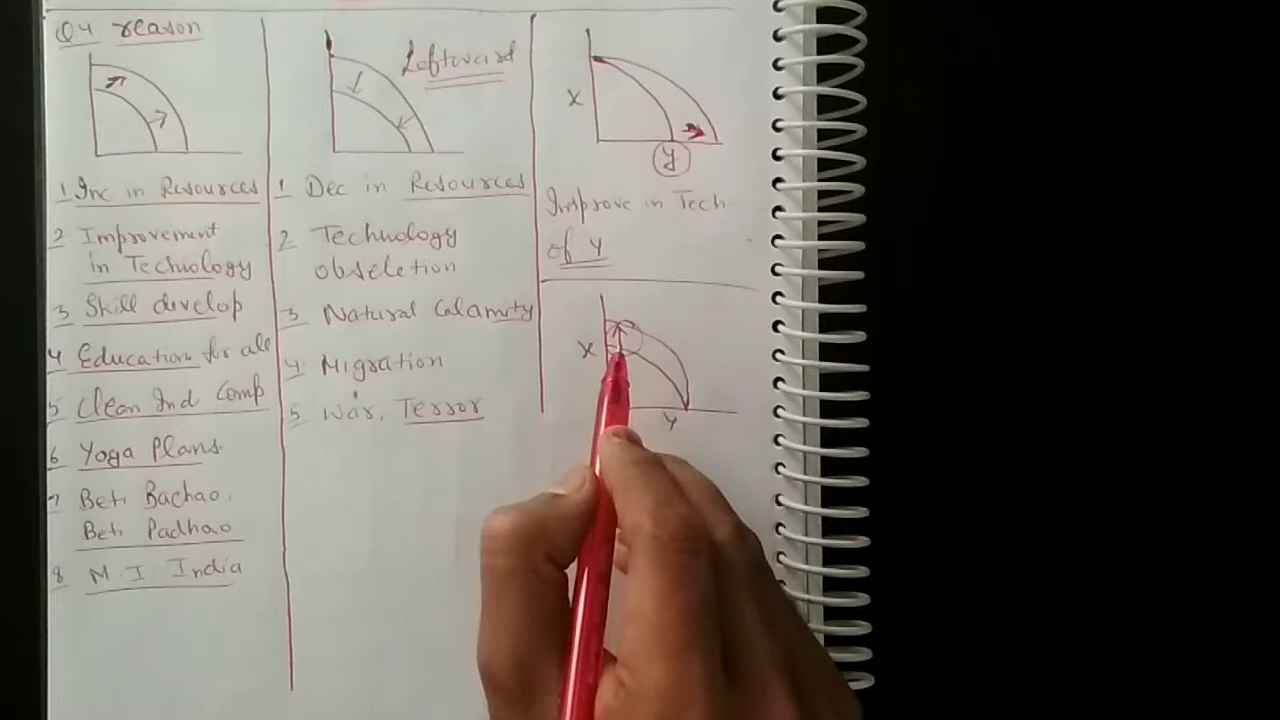 Q4 reason
1 Inc in Resources
2 Improvement
in Technology
3 Skill develop
4 Education for all
5 Clean Ind Comp
6 Yoga Plans
7 Beti Bachao,
Beti Padhao
8 M. I India
Leftward
1 Dec in Resources
2 Technology
obseletion
3 Natural Calamity
4. Migration
5 War, Terror
X
y
Improve in Tech
of Y
X
Y